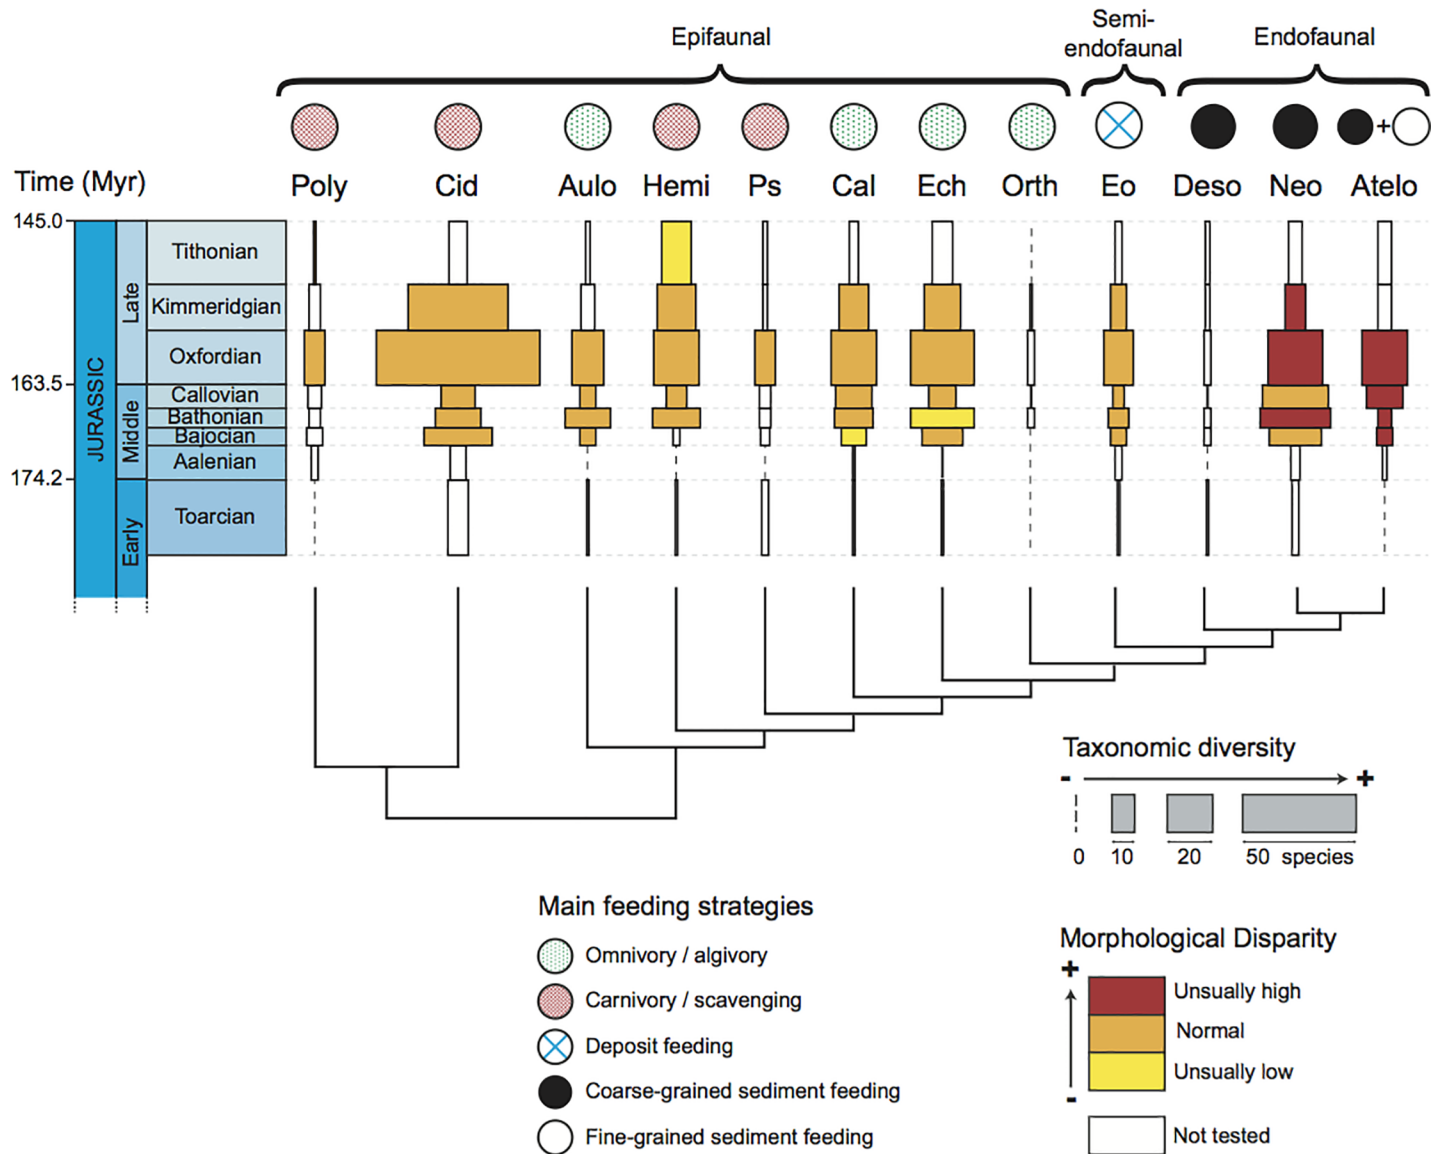 Epifaunal
Semi-
endofaunal
Endofaunal
+
Time (Myr)
Poly Cid Aulo Hemi Ps Cal Ech Orth Eo Deso Neo Atelo
145.0
163.5
174.2
JURASSIC
Late
Middle
Early
Tithonian
Kimmeridgian
Oxfordian
Callovian
Bathonian
Bajocian
Aalenian
Toarcian
Taxonomic diversity
- +
0 10 20 50 species
Main feeding strategies
Omnivory / algivory
Carnivory / scavenging
Deposit feeding
Coarse-grained sediment feeding
Fine-grained sediment feeding
Morphological Disparity
+
Unsually high
Normal
Unsually low
-
Not tested